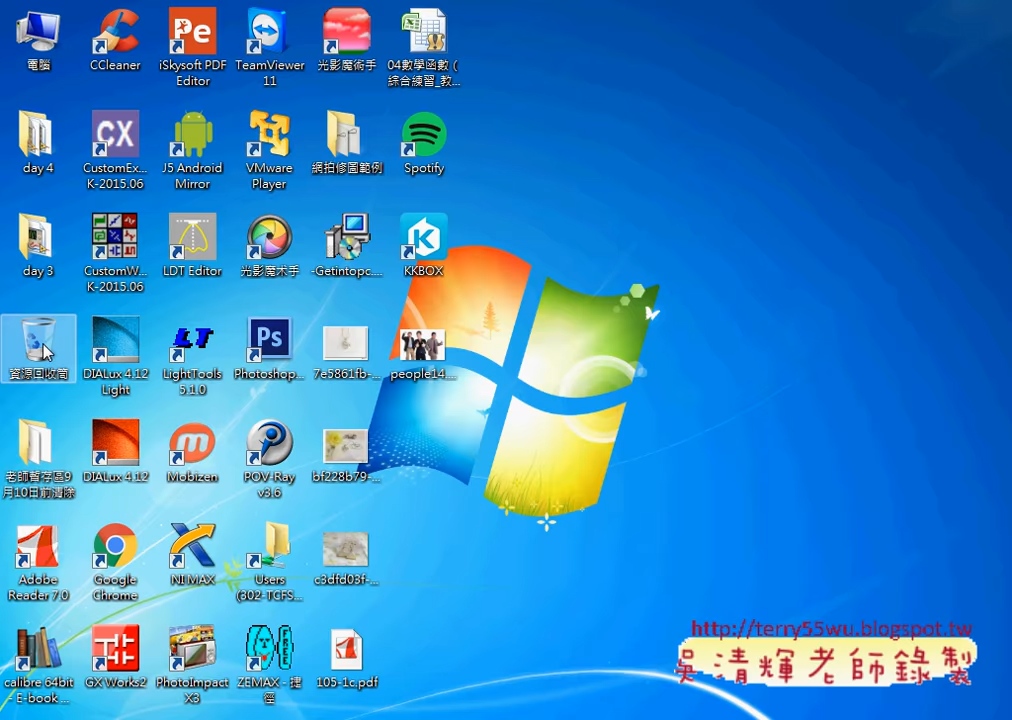 電腦
CCleaner
iSkysoft PDF
Editor
TeamViewer
11
光影魔術手
04數學函數（
綜合練習_教...
day 4
CustomEx...
K-2015.06
J5 Android
Mirror
VMware
Player
網拍修圖範例
Spotify
day 3
CustomW...
K-2015.06
LDT Editor
光影魔术手
-Getintopc....
KKBOX
資源回收筒
DIALux 4.12
Light
LightTools
5.1.0
Photoshop...
7e5861fb-...
people14....
老師暫存區9
月10日前清除
DIALux 4.12
Mobizen
POV-Ray
v3.6
bf228b79-...
Adobe
Reader 7.0
Google
Chrome
NI MAX
Users
(302-TCFS...
c3dfd03f-...
calibre 64bit
- E-book ...
GX Works2
PhotoImpact
X3
ZEMAX - 捷
徑
105-1c.pdf
http://terry55wu.blogspot.tw
吳清輝老師錄製